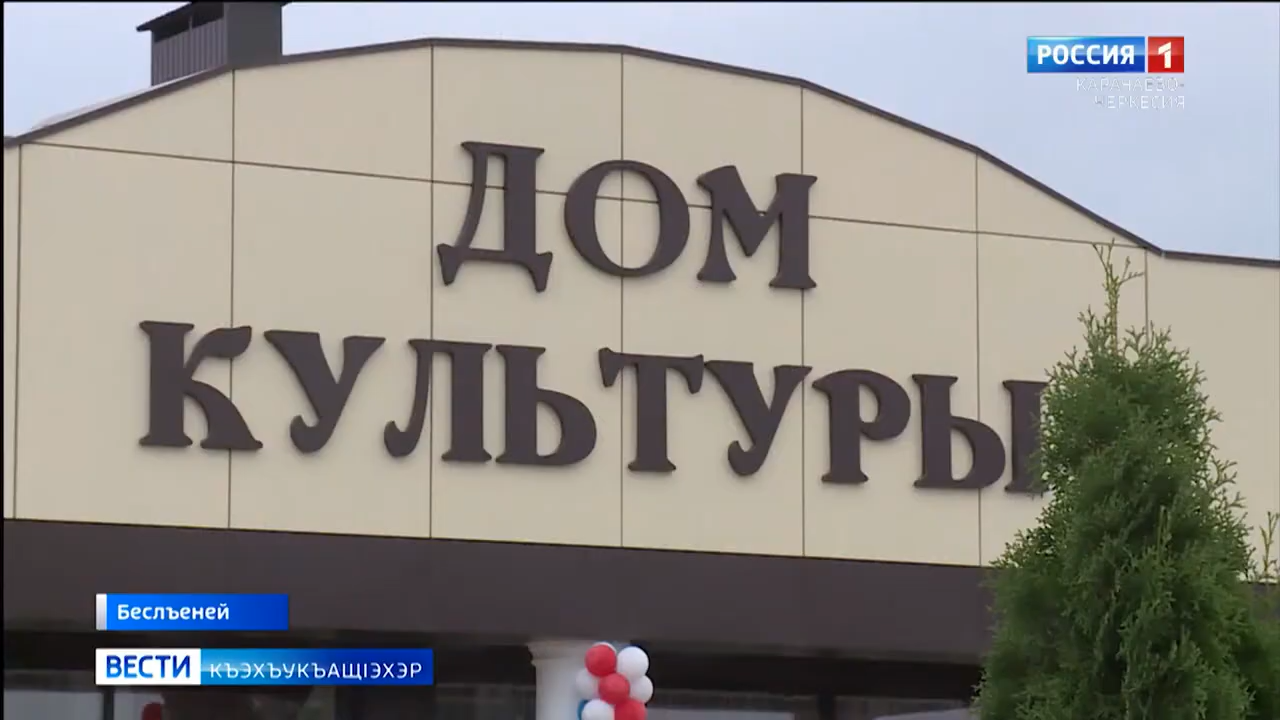 РОССИЯ 1
КАРАЧАЕВО-
ЧЕРКЕСИЯ
ДОМ
КУЛЬТУРЫ
Беслъеней
ВЕСТИ КЪЭХЪУКЪАЩІЭХЭР